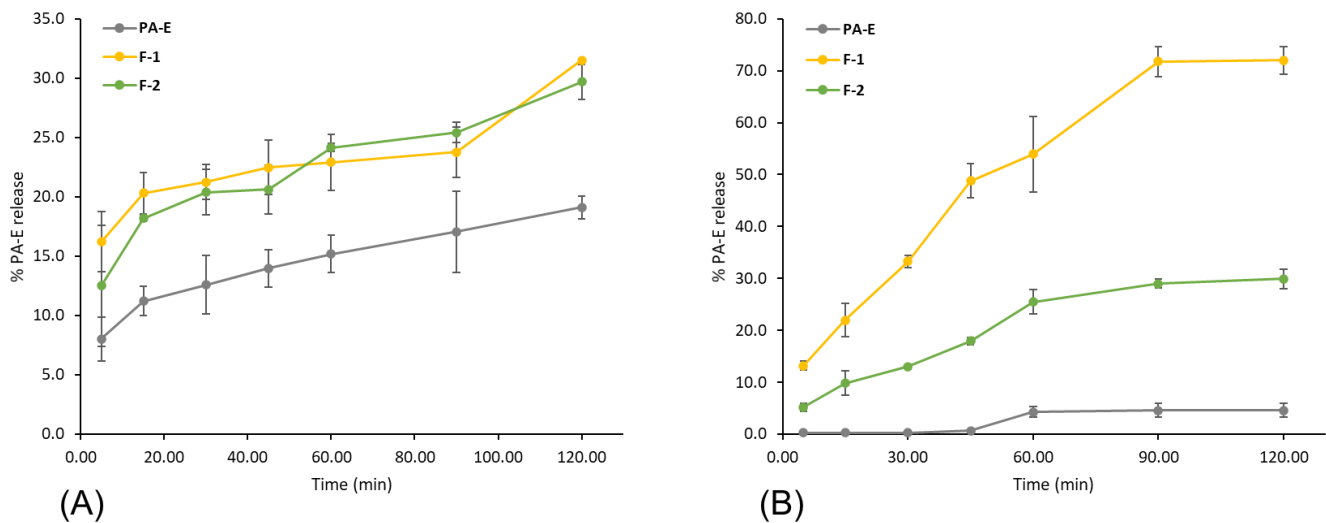 35.0
30.0
25.0
20.0
15.0
10.0
5.0
0.0
% PA-E release
PA-E
F-1
F-2
0.00 20.00 40.00 60.00 80.00 100.00 120.00
Time (min)
(A)
80.0
70.0
60.0
50.0
40.0
30.0
20.0
10.0
0.0
% PA-E release
PA-E
F-1
F-2
0.00 30.00 60.00 90.00 120.00
Time (min)
(B)